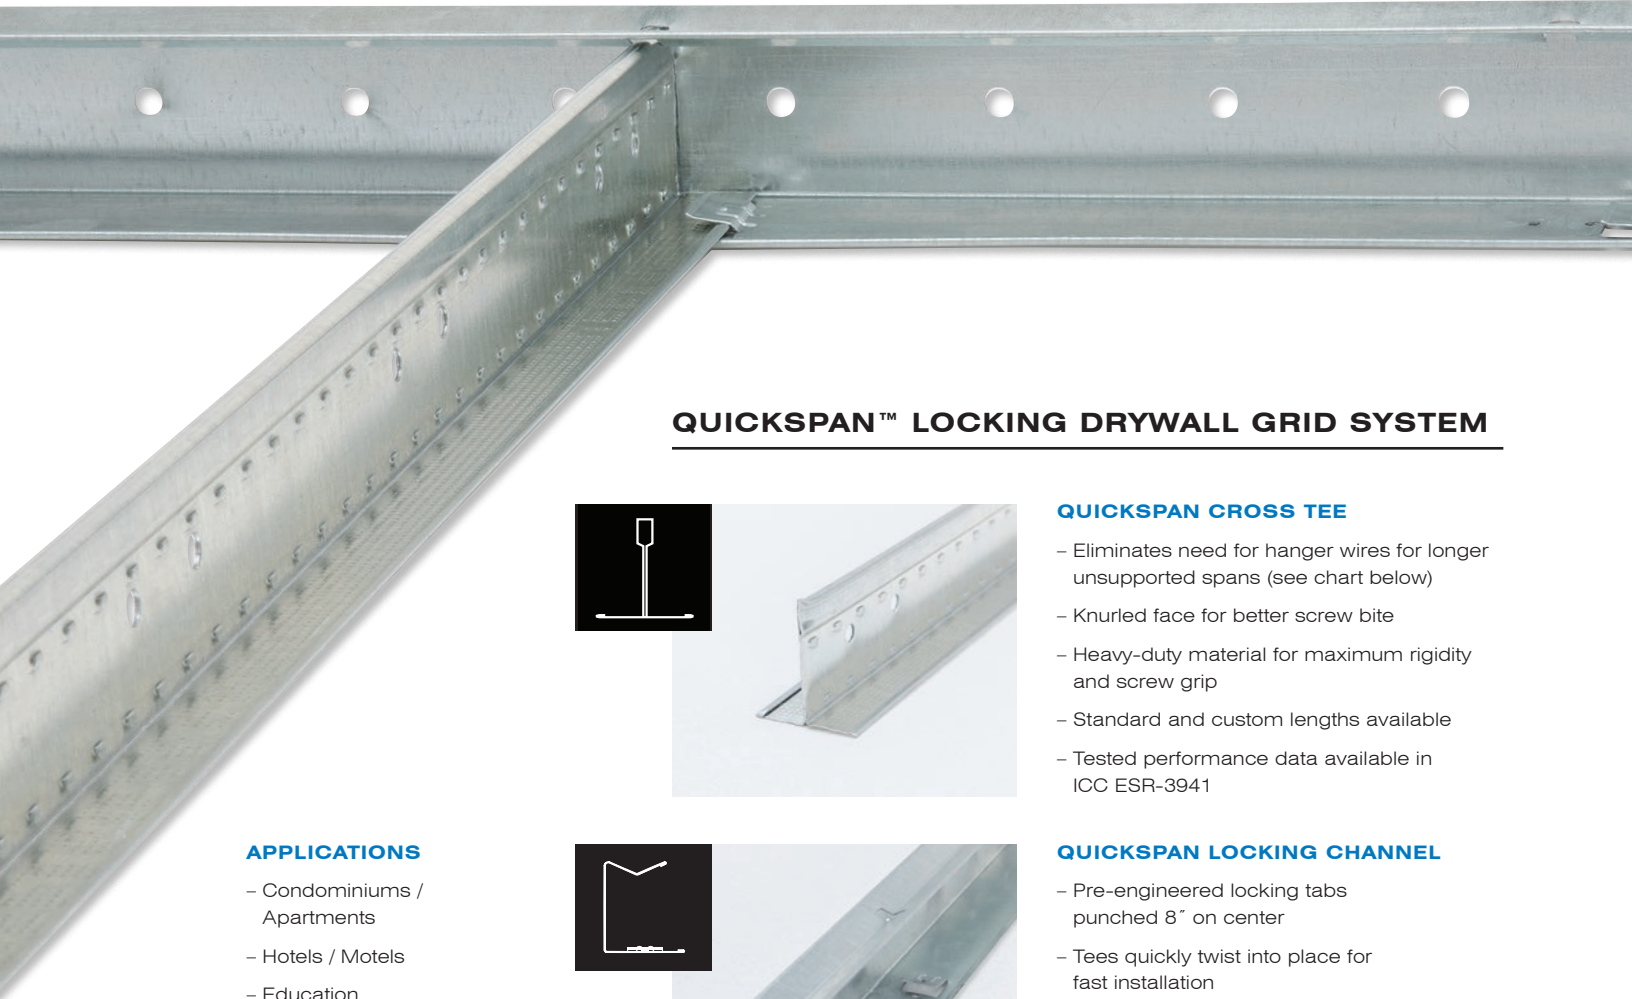 QUICKSPAN™ LOCKING DRYWALL GRID SYSTEM
QUICKSPAN CROSS TEE
– Eliminates need for hanger wires for longer
unsupported spans (see chart below)
– Knurled face for better screw bite
– Heavy-duty material for maximum rigidity
and screw grip
– Standard and custom lengths available
– Tested performance data available in
ICC ESR-3941
APPLICATIONS
– Condominiums /
Apartments
– Hotels / Motels
– Education
QUICKSPAN LOCKING CHANNEL
– Pre-engineered locking tabs
punched 8˝ on center
– Tees quickly twist into place for
fast installation